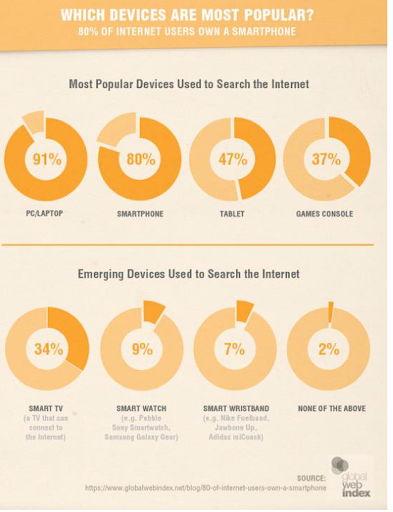 WHICH DEVICES ARE MOST POPULAR?
80% OF INTERNET USERS OWN A SMARTPHONE
Most Popular Devices Used to Search the Internet
91%
80%
47%
37%
PC/LAPTOP
SMARTPHONE
TABLET
GAMES CONSOLE
Emerging Devices Used to Search the Internet
34%
9%
7%
2%
SMART TV
(a TV that can
connect to
the Internet)
SMART WATCH
(e.g. Pebble
Sony Smartwatch,
Samsung Galaxy Gear)
SMART WRISTBAND
(e.g. Nike Fuelband,
Jawbone Up,
Adidas miCoach)
NONE OF THE ABOVE
SOURCE:
https://www.globalwebindex.net/blog/80-of-internet-users-own-a-smartphone
global
web
index